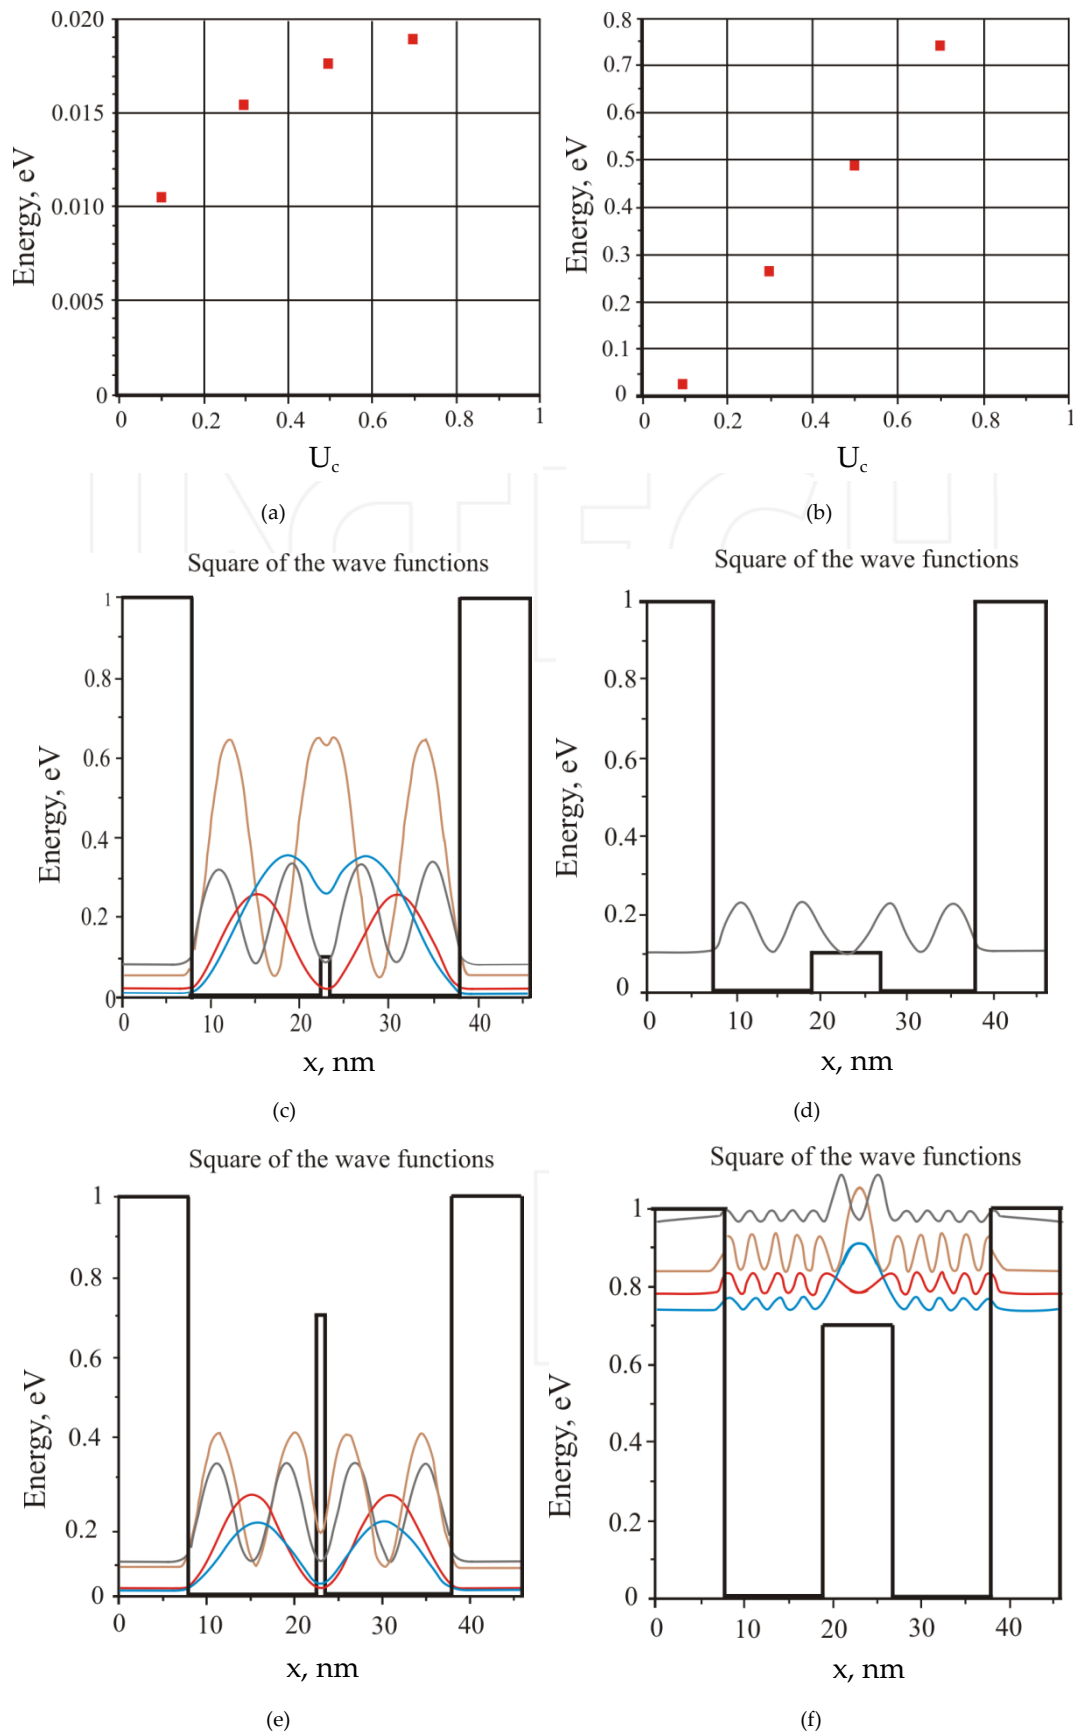 0.020
0.015
0.010
0.005
0
Energy, eV
0 0.2 0.4 0.6 0.8 1
U_c
(a)
0.8
0.7
0.6
0.5
0.4
0.3
0.2
0.1
0
Energy, eV
0 0.2 0.4 0.6 0.8 1
U_c
(b)
INTECH
Square of the wave functions
1
0.8
0.6
0.4
0.2
0
Energy, eV
0 10 20 30 40
x, nm
(c)
Square of the wave functions
1
0.8
0.6
0.4
0.2
0
Energy, eV
0 10 20 30 40
x, nm
(d)
Square of the wave functions
1
0.8
0.6
0.4
0.2
0
Energy, eV
0 10 20 30 40
x, nm
(e)
Square of the wave functions
1
0.8
0.6
0.4
0.2
0
Energy, eV
0 10 20 30 40
x, nm
(f)